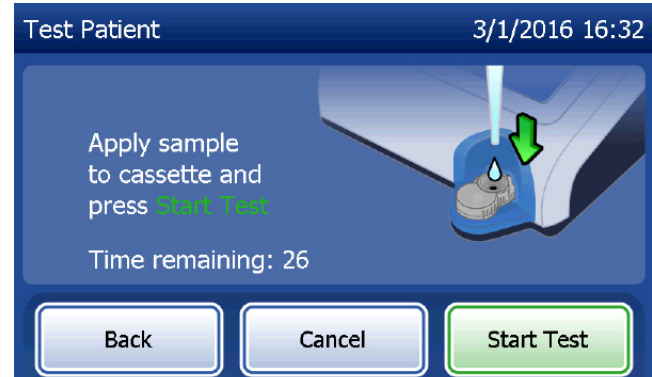 Test Patient 3/1/2016 16:32
Apply sample
to cassette and
press Start Test
Time remaining: 26
Back Cancel Start Test